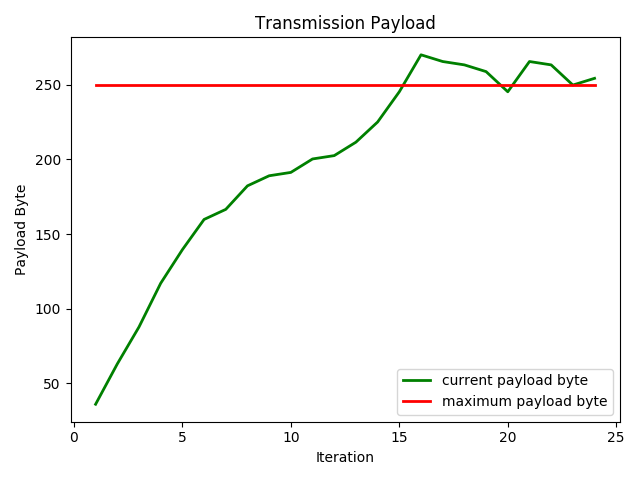 Transmission Payload
Payload Byte
250
200
150
100
50
0
5
10
15
20
25
Iteration
current payload byte
maximum payload byte